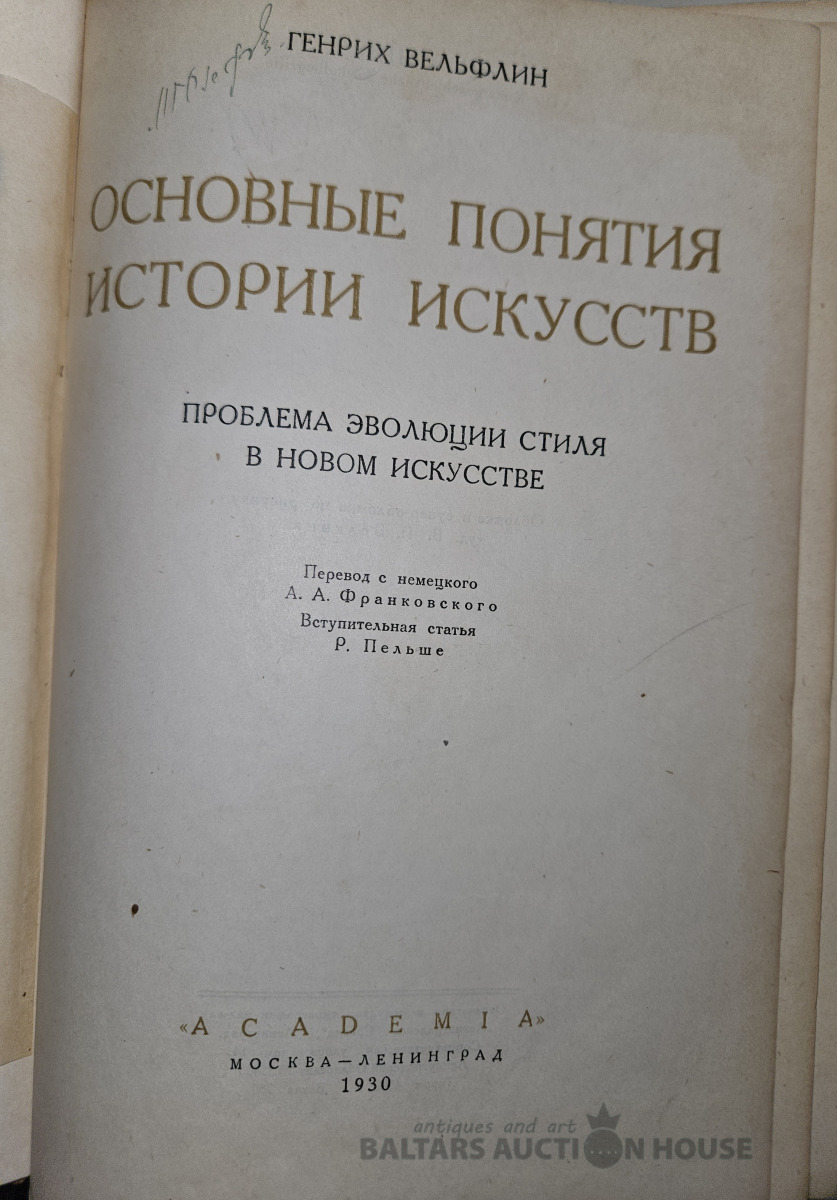 ГЕНРИХ ВЕЛЬФЛИН
ОСНОВНЫЕ ПОНЯТИЯ
ИСТОРИИ ИСКУССТВ
ПРОБЛЕМА ЭВОЛЮЦИИ СТИЛЯ
В НОВОМ ИСКУССТВЕ
Перевод с немецкого
А. А. Франковского
Вступительная статья
Р. Пельше
«ACADEMIA»
МОСКВА—ЛЕНИНГРАД
1930
antiques and art
BALTARS AUCTION HOUSE